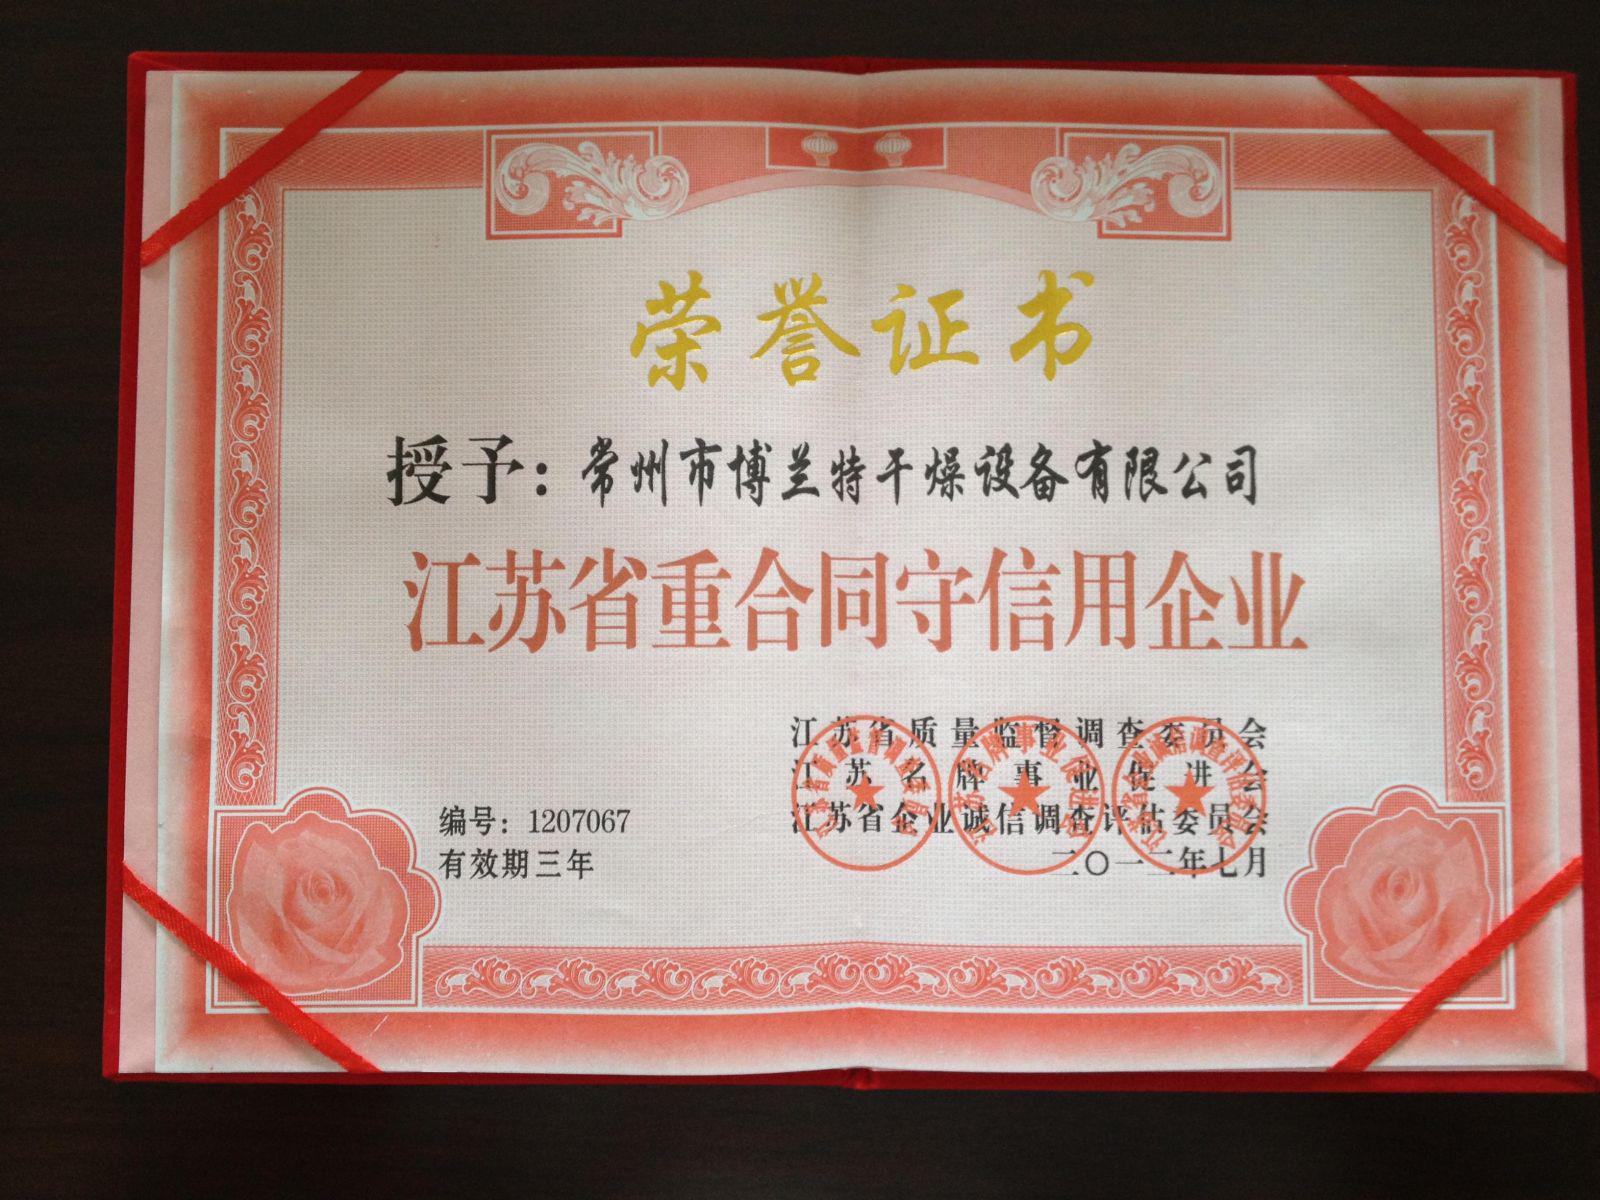 荣誉证书
授予：常州市博兰特干燥设备有限公司
江苏省重合同守信用企业
江苏省质量监督调查委员会
江苏名牌事业促进会
江苏省企业诚信调查评估委员会
二〇一二年七月
编号：1207067
有效期三年